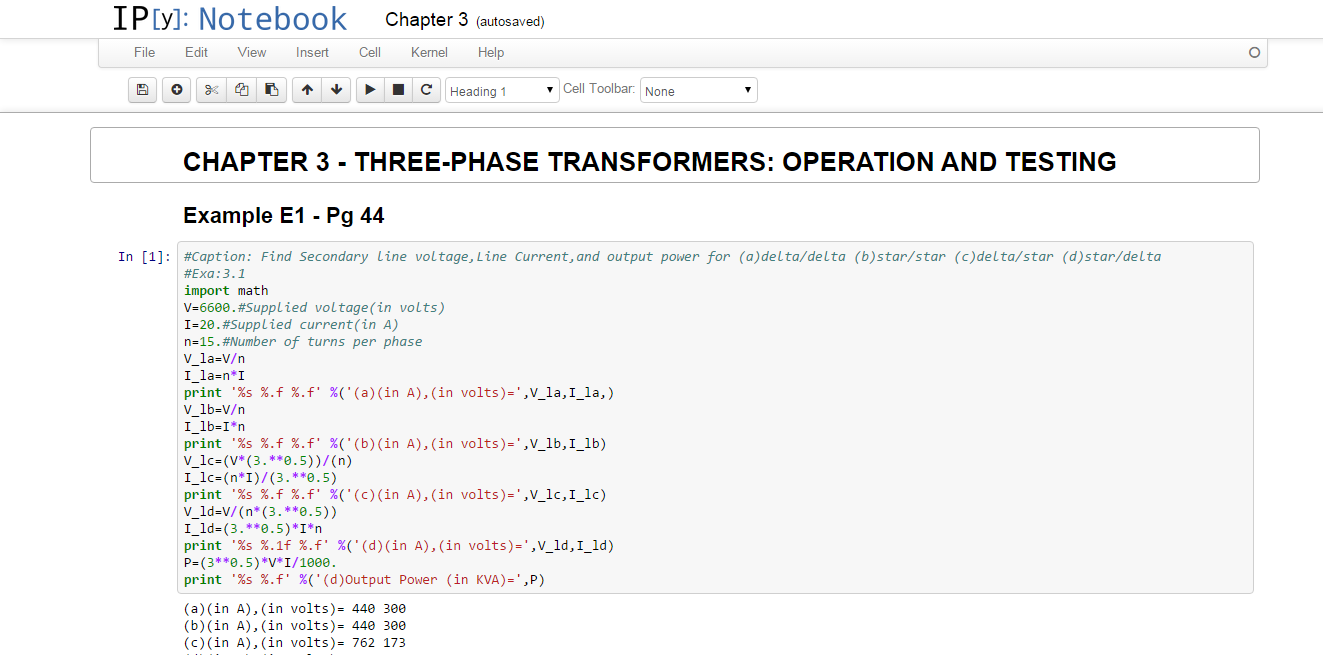 IP[y]: Notebook Chapter 3 (autosaved)
File Edit View Insert Cell Kernel Help
Heading 1 Cell Toolbar: None
CHAPTER 3 - THREE-PHASE TRANSFORMERS: OPERATION AND TESTING
Example E1 - Pg 44
In [1]: #Caption: Find Secondary line voltage,Line Current,and output power for (a)delta/delta (b)star/star (c)delta/star (d)star/delta
#Exa:3.1
import math
V=6600.#Supplied voltage(in volts)
I=20.#Supplied current(in A)
n=15.#Number of turns per phase
V_la=V/n
I_la=n*I
print '%s %.f %.f' %('(a)(in A),(in volts)=',V_la,I_la,)
V_lb=V/n
I_lb=I*n
print '%s %.f %.f' %('(b)(in A),(in volts)=',V_lb,I_lb)
V_lc=(V*(3.**0.5))/(n)
I_lc=(n*I)/(3.**0.5)
print '%s %.f %.f' %('(c)(in A),(in volts)=',V_lc,I_lc)
V_ld=V/(n*(3.**0.5))
I_ld=(3.**0.5)*I*n
print '%s %.1f %.f' %('(d)(in A),(in volts)=',V_ld,I_ld)
P=(3**0.5)*V*I/1000.
print '%s %.f' %('(d)Output Power (in KVA)=',P)
(a)(in A),(in volts)= 440 300
(b)(in A),(in volts)= 440 300
(c)(in A),(in volts)= 762 173